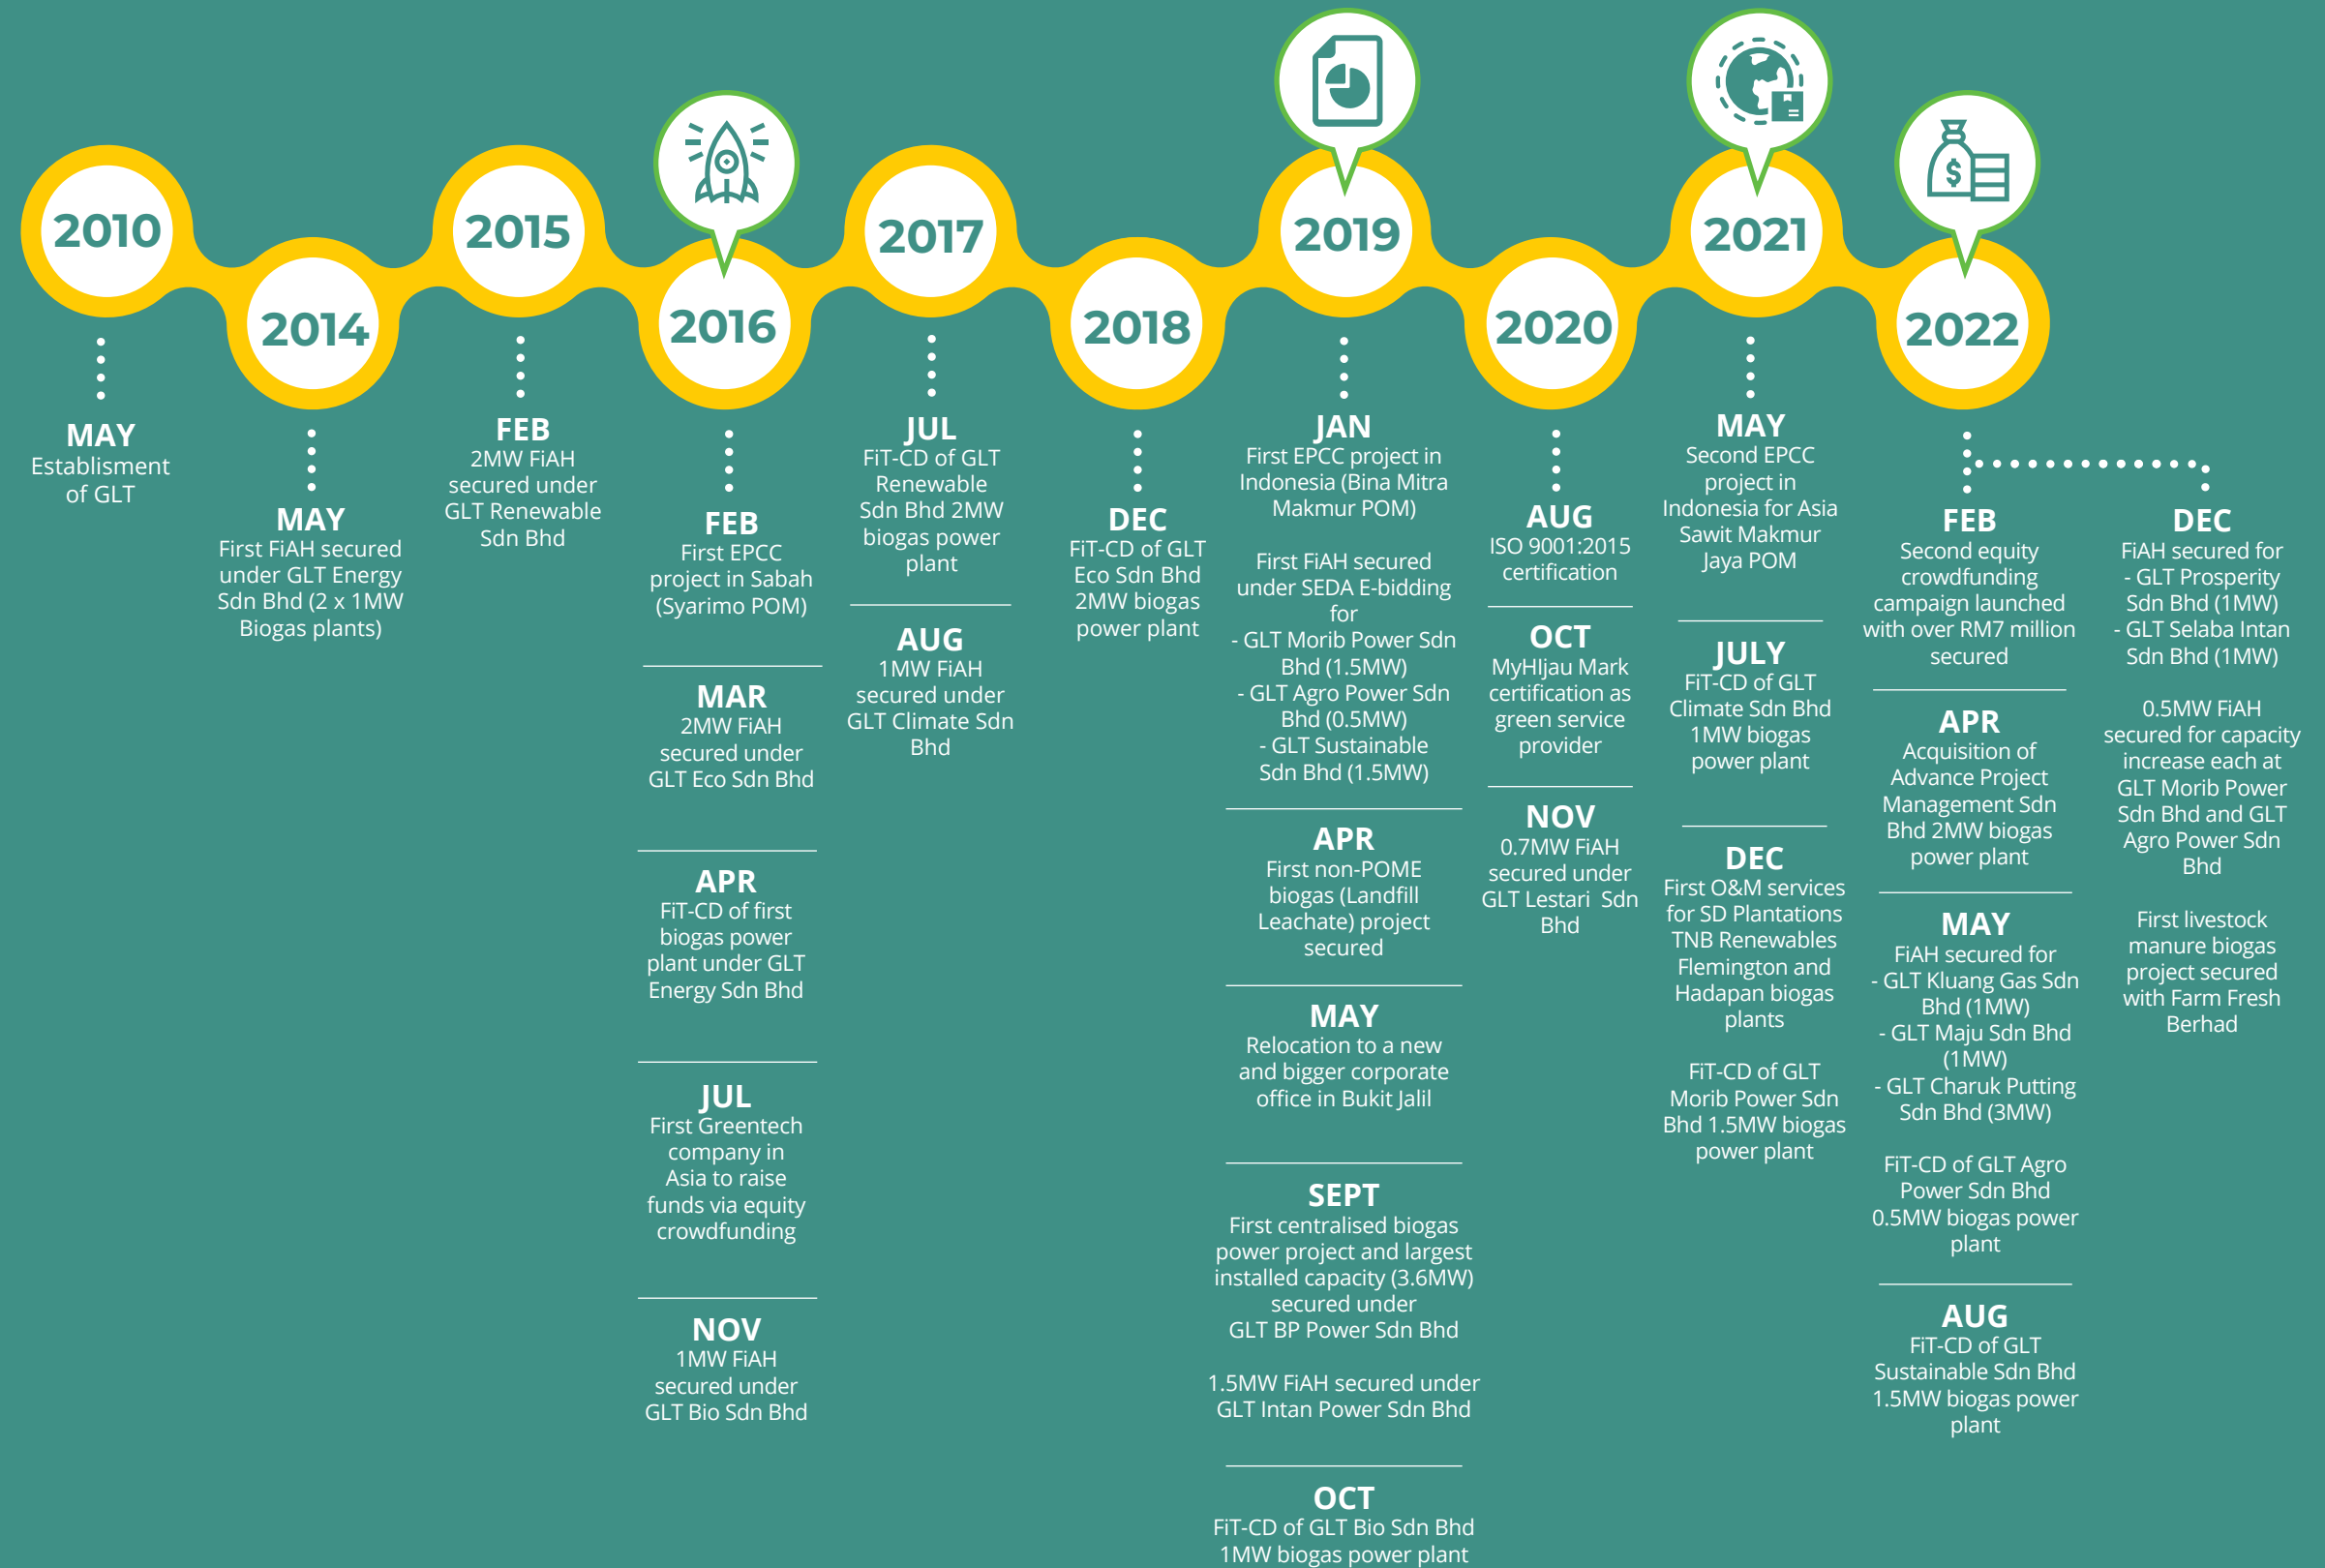 2010
MAY
Establisment
of GLT
2014
MAY
First FiAH secured
under GLT Energy
Sdn Bhd (2 x 1MW
Biogas plants)
2015
FEB
2MW FiAH
secured under
GLT Renewable
Sdn Bhd
2016
FEB
First EPCC
project in Sabah
(Syarimo POM)
MAR
2MW FiAH
secured under
GLT Eco Sdn Bhd
APR
FiT-CD of first
biogas power
plant under GLT
Energy Sdn Bhd
JUL
First Greentech
company in
Asia to raise
funds via equity
crowdfunding
NOV
1MW FiAH
secured under
GLT Bio Sdn Bhd
2017
JUL
FiT-CD of GLT
Renewable
Sdn Bhd 2MW
biogas power
plant
AUG
1MW FiAH
secured under
GLT Climate Sdn
Bhd
2018
DEC
FiT-CD of GLT
Eco Sdn Bhd
2MW biogas
power plant
2019
JAN
First EPCC project in
Indonesia (Bina Mitra
Makmur POM)
First FiAH secured
under SEDA E-bidding
for
- GLT Morib Power Sdn
Bhd (1.5MW)
- GLT Agro Power Sdn
Bhd (0.5MW)
- GLT Sustainable
Sdn Bhd (1.5MW)
APR
First non-POME
biogas (Landfill
Leachate) project
secured
MAY
Relocation to a new
and bigger corporate
office in Bukit Jalil
SEPT
First centralised biogas
power project and largest
installed capacity (3.6MW)
secured under
GLT BP Power Sdn Bhd
1.5MW FiAH secured under
GLT Intan Power Sdn Bhd
OCT
FiT-CD of GLT Bio Sdn Bhd
1MW biogas power plant
2020
AUG
ISO 9001:2015
certification
OCT
MyHIjau Mark
certification as
green service
provider
NOV
0.7MW FiAH
secured under
GLT Lestari Sdn
Bhd
2021
MAY
Second EPCC
project in
Indonesia for Asia
Sawit Makmur
Jaya POM
JULY
FiT-CD of GLT
Climate Sdn Bhd
1MW biogas
power plant
DEC
First O&M services
for SD Plantations
TNB Renewables
Flemington and
Hadapan biogas
plants
FiT-CD of GLT
Morib Power Sdn
Bhd 1.5MW biogas
power plant
2022
FEB
Second equity
crowdfunding
campaign launched
with over RM7 million
secured
APR
Acquisition of
Advance Project
Management Sdn
Bhd 2MW biogas
power plant
MAY
FiAH secured for
- GLT Kluang Gas Sdn
Bhd (1MW)
- GLT Maju Sdn Bhd
(1MW)
- GLT Charuk Putting
Sdn Bhd (3MW)
FiT-CD of GLT Agro
Power Sdn Bhd
0.5MW biogas power
plant
AUG
FiT-CD of GLT
Sustainable Sdn Bhd
1.5MW biogas power
plant
DEC
FiAH secured for
- GLT Prosperity
Sdn Bhd (1MW)
- GLT Selaba Intan
Sdn Bhd (1MW)
0.5MW FiAH
secured for capacity
increase each at
GLT Morib Power
Sdn Bhd and GLT
Agro Power Sdn
Bhd
First livestock
manure biogas
project secured
with Farm Fresh
Berhad